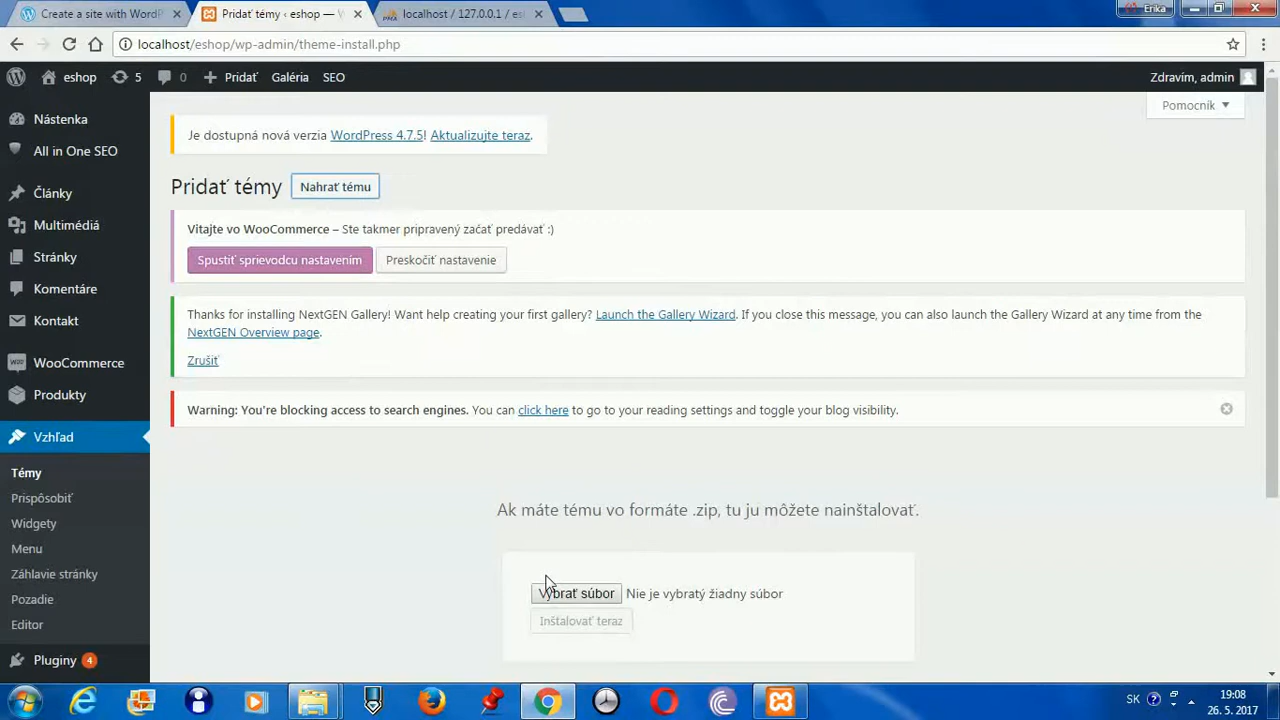 Create a site with WordP
Pridať témy ‹ eshop — W
localhost / 127.0.0.1 / es
Erika
localhost/eshop/wp-admin/theme-install.php
eshop
5
0
Pridať
Galéria
SEO
Zdravím, admin
Pomocník
Nástenka
All in One SEO
Články
Multimédiá
Stránky
Komentáre
Kontakt
WooCommerce
Produkty
Vzhľad
Témy
Prispôsobiť
Widgety
Menu
Záhlavie stránky
Pozadie
Editor
Pluginy 4
Je dostupná nová verzia WordPress 4.7.5! Aktualizujte teraz.
Pridať témy Nahrať tému
Vitajte vo WooCommerce – Ste takmer pripravený začať predávať :)
Spustiť sprievodcu nastavením Preskočiť nastavenie
Thanks for installing NextGEN Gallery! Want help creating your first gallery? Launch the Gallery Wizard. If you close this message, you can also launch the Gallery Wizard at any time from the
NextGEN Overview page.
Zrušiť
Warning: You're blocking access to search engines. You can click here to go to your reading settings and toggle your blog visibility.
Ak máte tému vo formáte .zip, tu ju môžete nainštalovať.
Vybrať súbor Nie je vybratý žiadny súbor
Inštalovať teraz
SK
19:08
26. 5. 2017